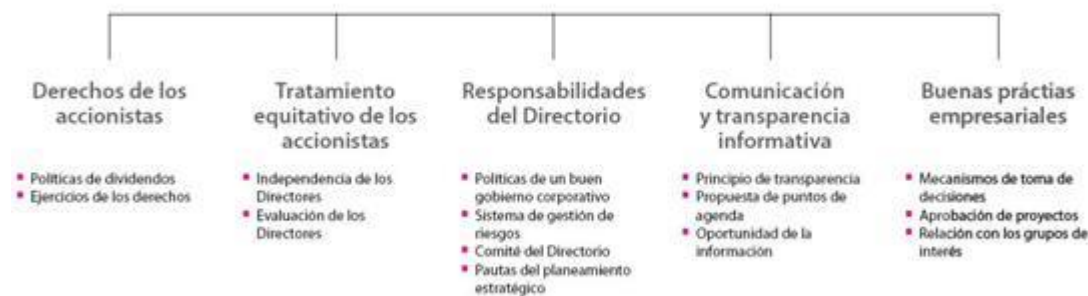 Derechos de los
accionistas
Políticas de dividendos
Ejercicios de los derechos
Tratamiento
equitativo de los
accionistas
Independencia de los
Directores
Evaluación de los
Directores
Responsabilidades
del Directorio
Políticas de un buen
gobierno corporativo
Sistema de gestión de
riesgos
Comité del Directorio
Pautas del planeamiento
estratégico
Comunicación
y transparencia
informativa
Principio de transparencia
Propuesta de puntos de
agenda
Oportunidad de la
información
Buenas práctias
empresariales
Mecanismos de toma de
decisiones
Aprobación de proyectos
Relación con los grupos de
interés